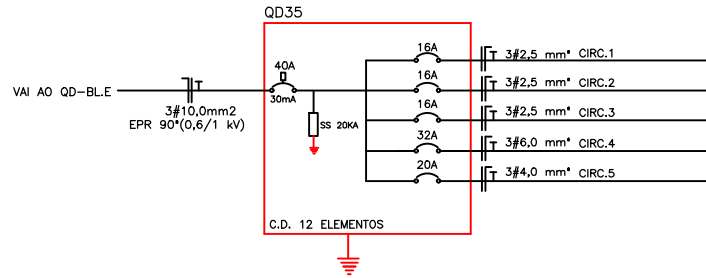 QD35
40A
30mA
VAI AO QD-BL.E
3#10,0mm2
EPR 90°(0,6/1 kV)
SS 20KA
16A
3#2,5 mm² CIRC.1
16A
3#2,5 mm² CIRC.2
16A
3#2,5 mm² CIRC.3
32A
3#6,0 mm² CIRC.4
20A
3#4,0 mm² CIRC.5
C.D. 12 ELEMENTOS